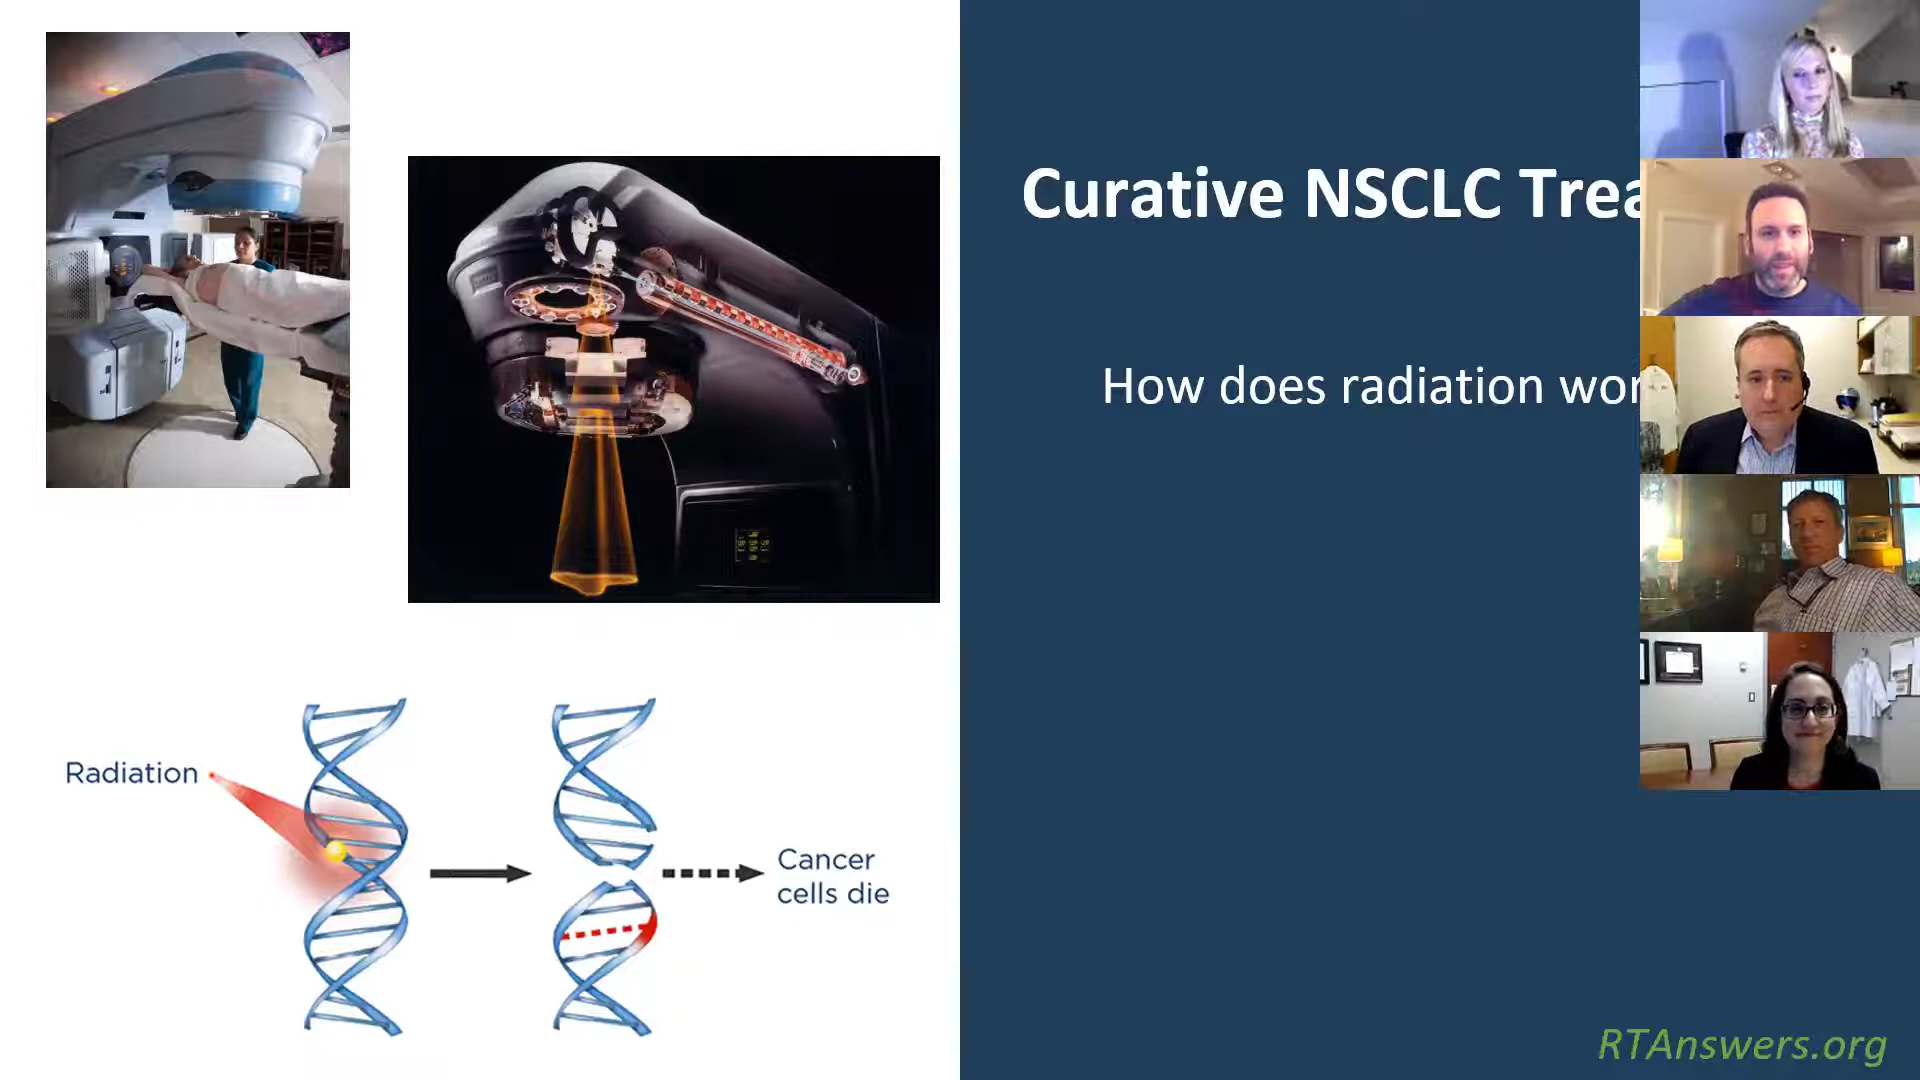 Curative NSCLC Trea
How does radiation wor
Radiation
Cancer
cells die
RTAnswers.org